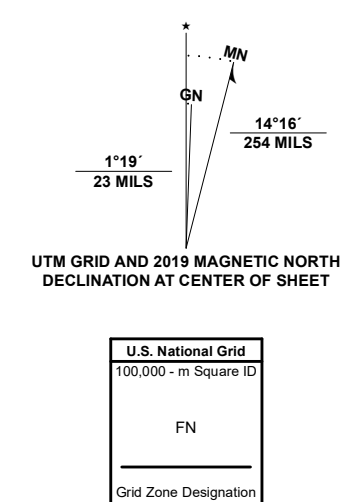 ★
MN
GN
14°16´
254 MILS
1°19´
23 MILS
UTM GRID AND 2019 MAGNETIC NORTH
DECLINATION AT CENTER OF SHEET
U.S. National Grid
100,000 - m Square ID
FN
Grid Zone Designation